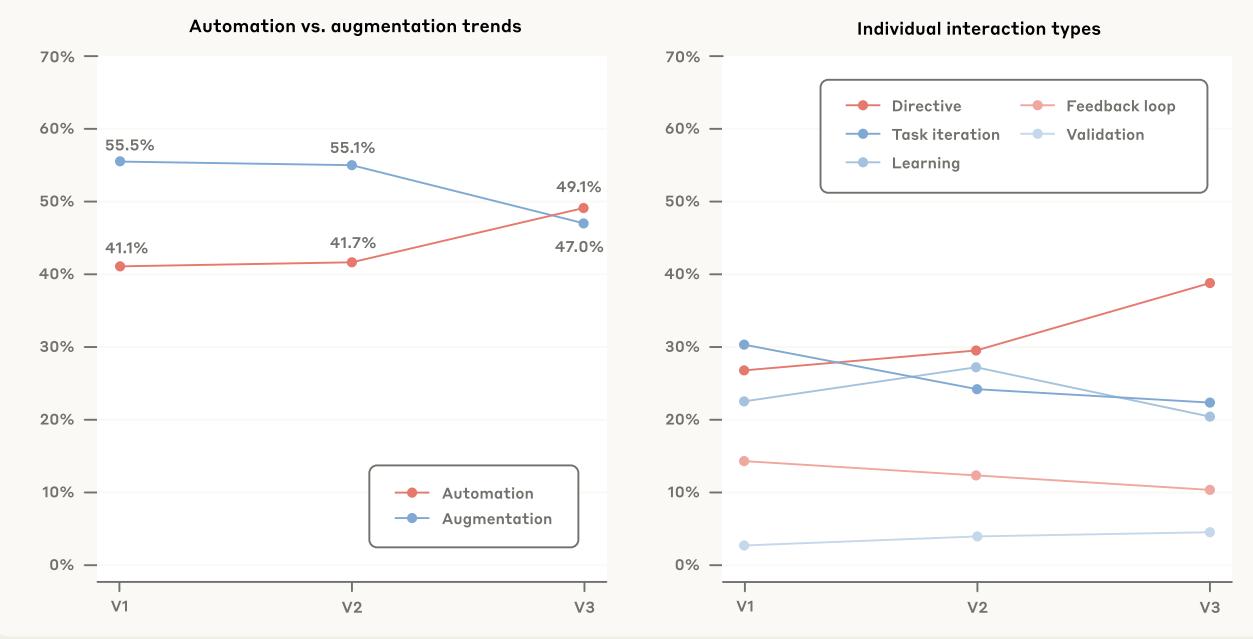 Automation vs. augmentation trends
70%
60%
50%
40%
30%
20%
10%
0%
55.5%
55.1%
49.1%
41.1%
41.7%
47.0%
Automation
Augmentation
V1
V2
V3
Individual interaction types
70%
60%
50%
40%
30%
20%
10%
0%
Directive
Task iteration
Learning
Feedback loop
Validation
V1
V2
V3